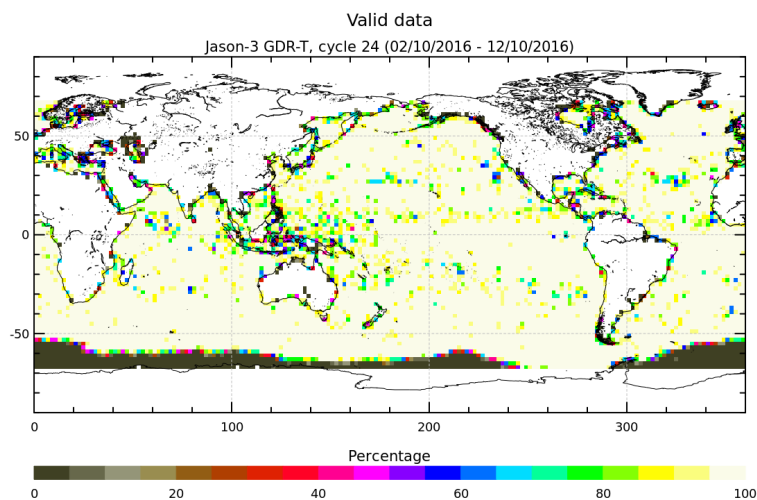 Valid data
Jason-3 GDR-T, cycle 24 (02/10/2016 - 12/10/2016)
50
0
-50
0 100 200 300
Percentage
0 20 40 60 80 100